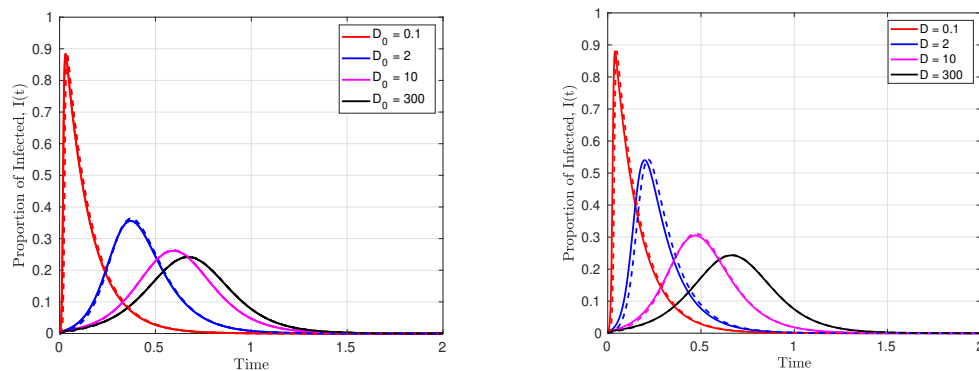 Proportion of Infected, I(t)
1
0.9
0.8
0.7
0.6
0.5
0.4
0.3
0.2
0.1
0
0
0.5
1
1.5
2
Time
D₀ = 0.1
D₀ = 2
D₀ = 10
D₀ = 300
Proportion of Infected, I(t)
1
0.9
0.8
0.7
0.6
0.5
0.4
0.3
0.2
0.1
0
0
0.5
1
1.5
2
Time
D = 0.1
D = 2
D = 10
D = 300